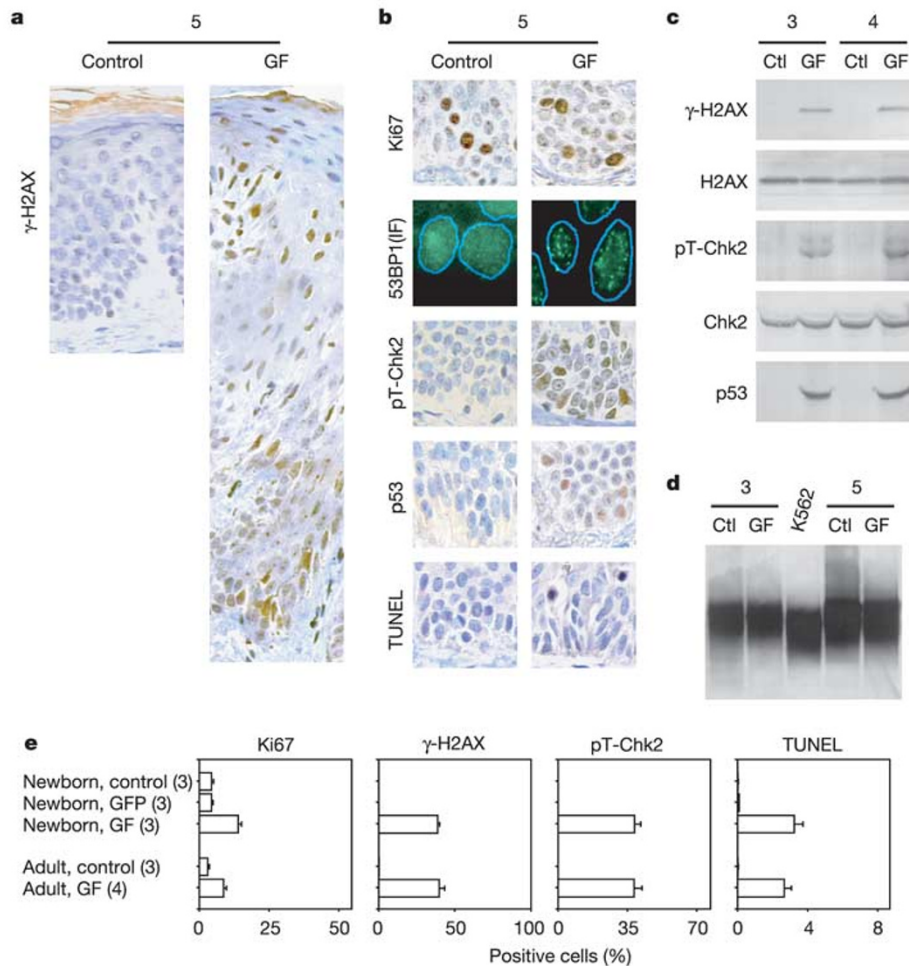 a
5
Control GF
γ-H2AX
b
5
Control GF
Ki67
53BP1(IF)
pT-Chk2
p53
TUNEL
c
3 4
Ctl GF Ctl GF
γ-H2AX
H2AX
pT-Chk2
Chk2
p53
d
3 K562 5
Ctl GF Ctl GF
e
Ki67 γ-H2AX pT-Chk2 TUNEL
Newborn, control (3)
Newborn, GFP (3)
Newborn, GF (3)
Adult, control (3)
Adult, GF (4)
0 25 50 0 50 100 0 35 70 0 4 8
Positive cells (%)